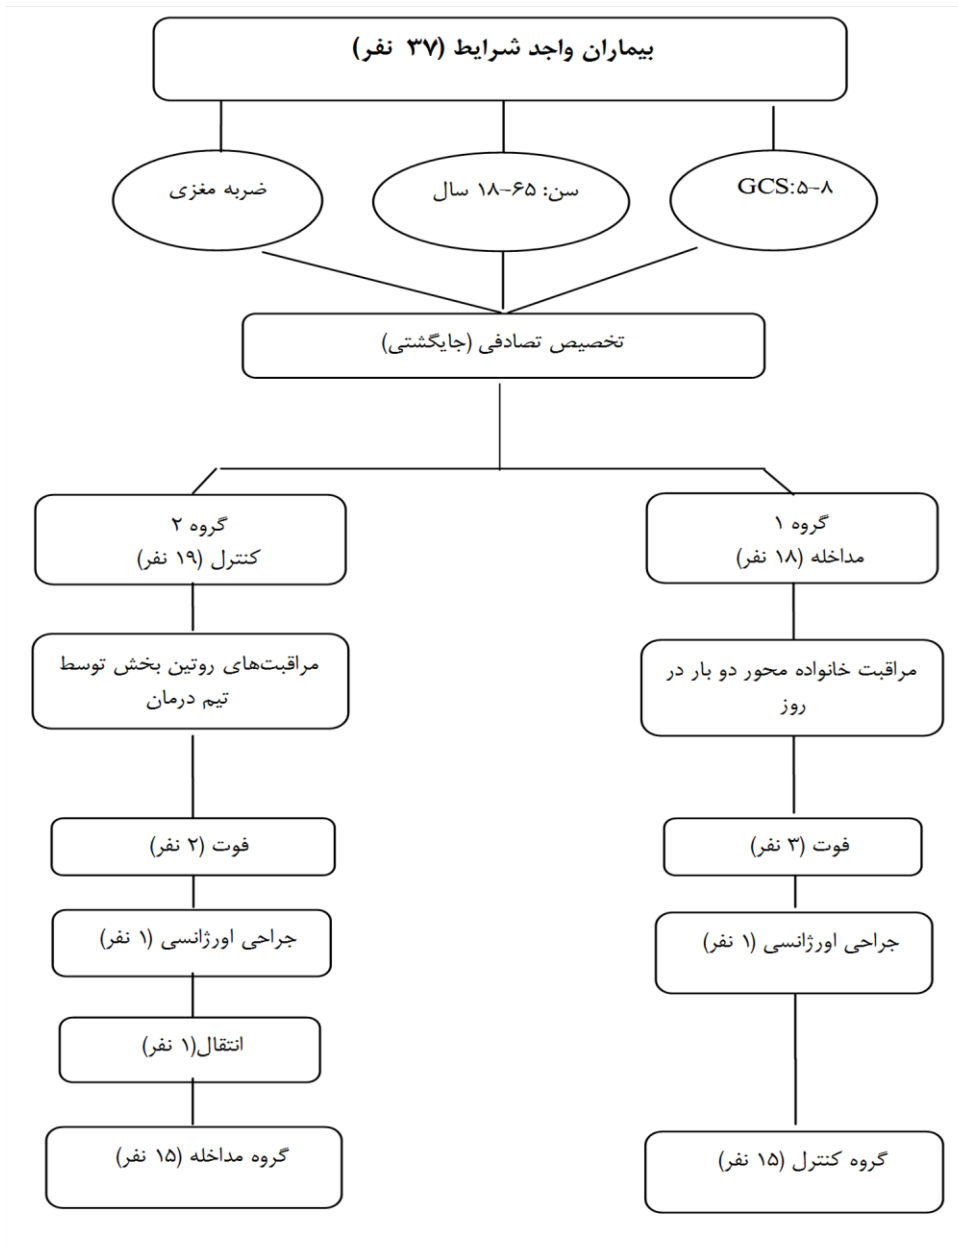 بیماران واجد شرایط (۳۷ نفر)
GCS:۵-۸
سن: ۶۵-۱۸ سال
ضربه مغزی
تخصیص تصادفی (جایگشتی)
گروه ۱
مداخله (۱۸ نفر)
گروه ۲
کنترل (۱۹ نفر)
مراقبت خانواده محور دو بار در
روز
مراقبت‌های روتین بخش توسط
تیم درمان
فوت (۳ نفر)
فوت (۲ نفر)
جراحی اورژانسی (۱ نفر)
جراحی اورژانسی (۱ نفر)
انتقال(۱ نفر)
گروه کنترل (۱۵ نفر)
گروه مداخله (۱۵ نفر)